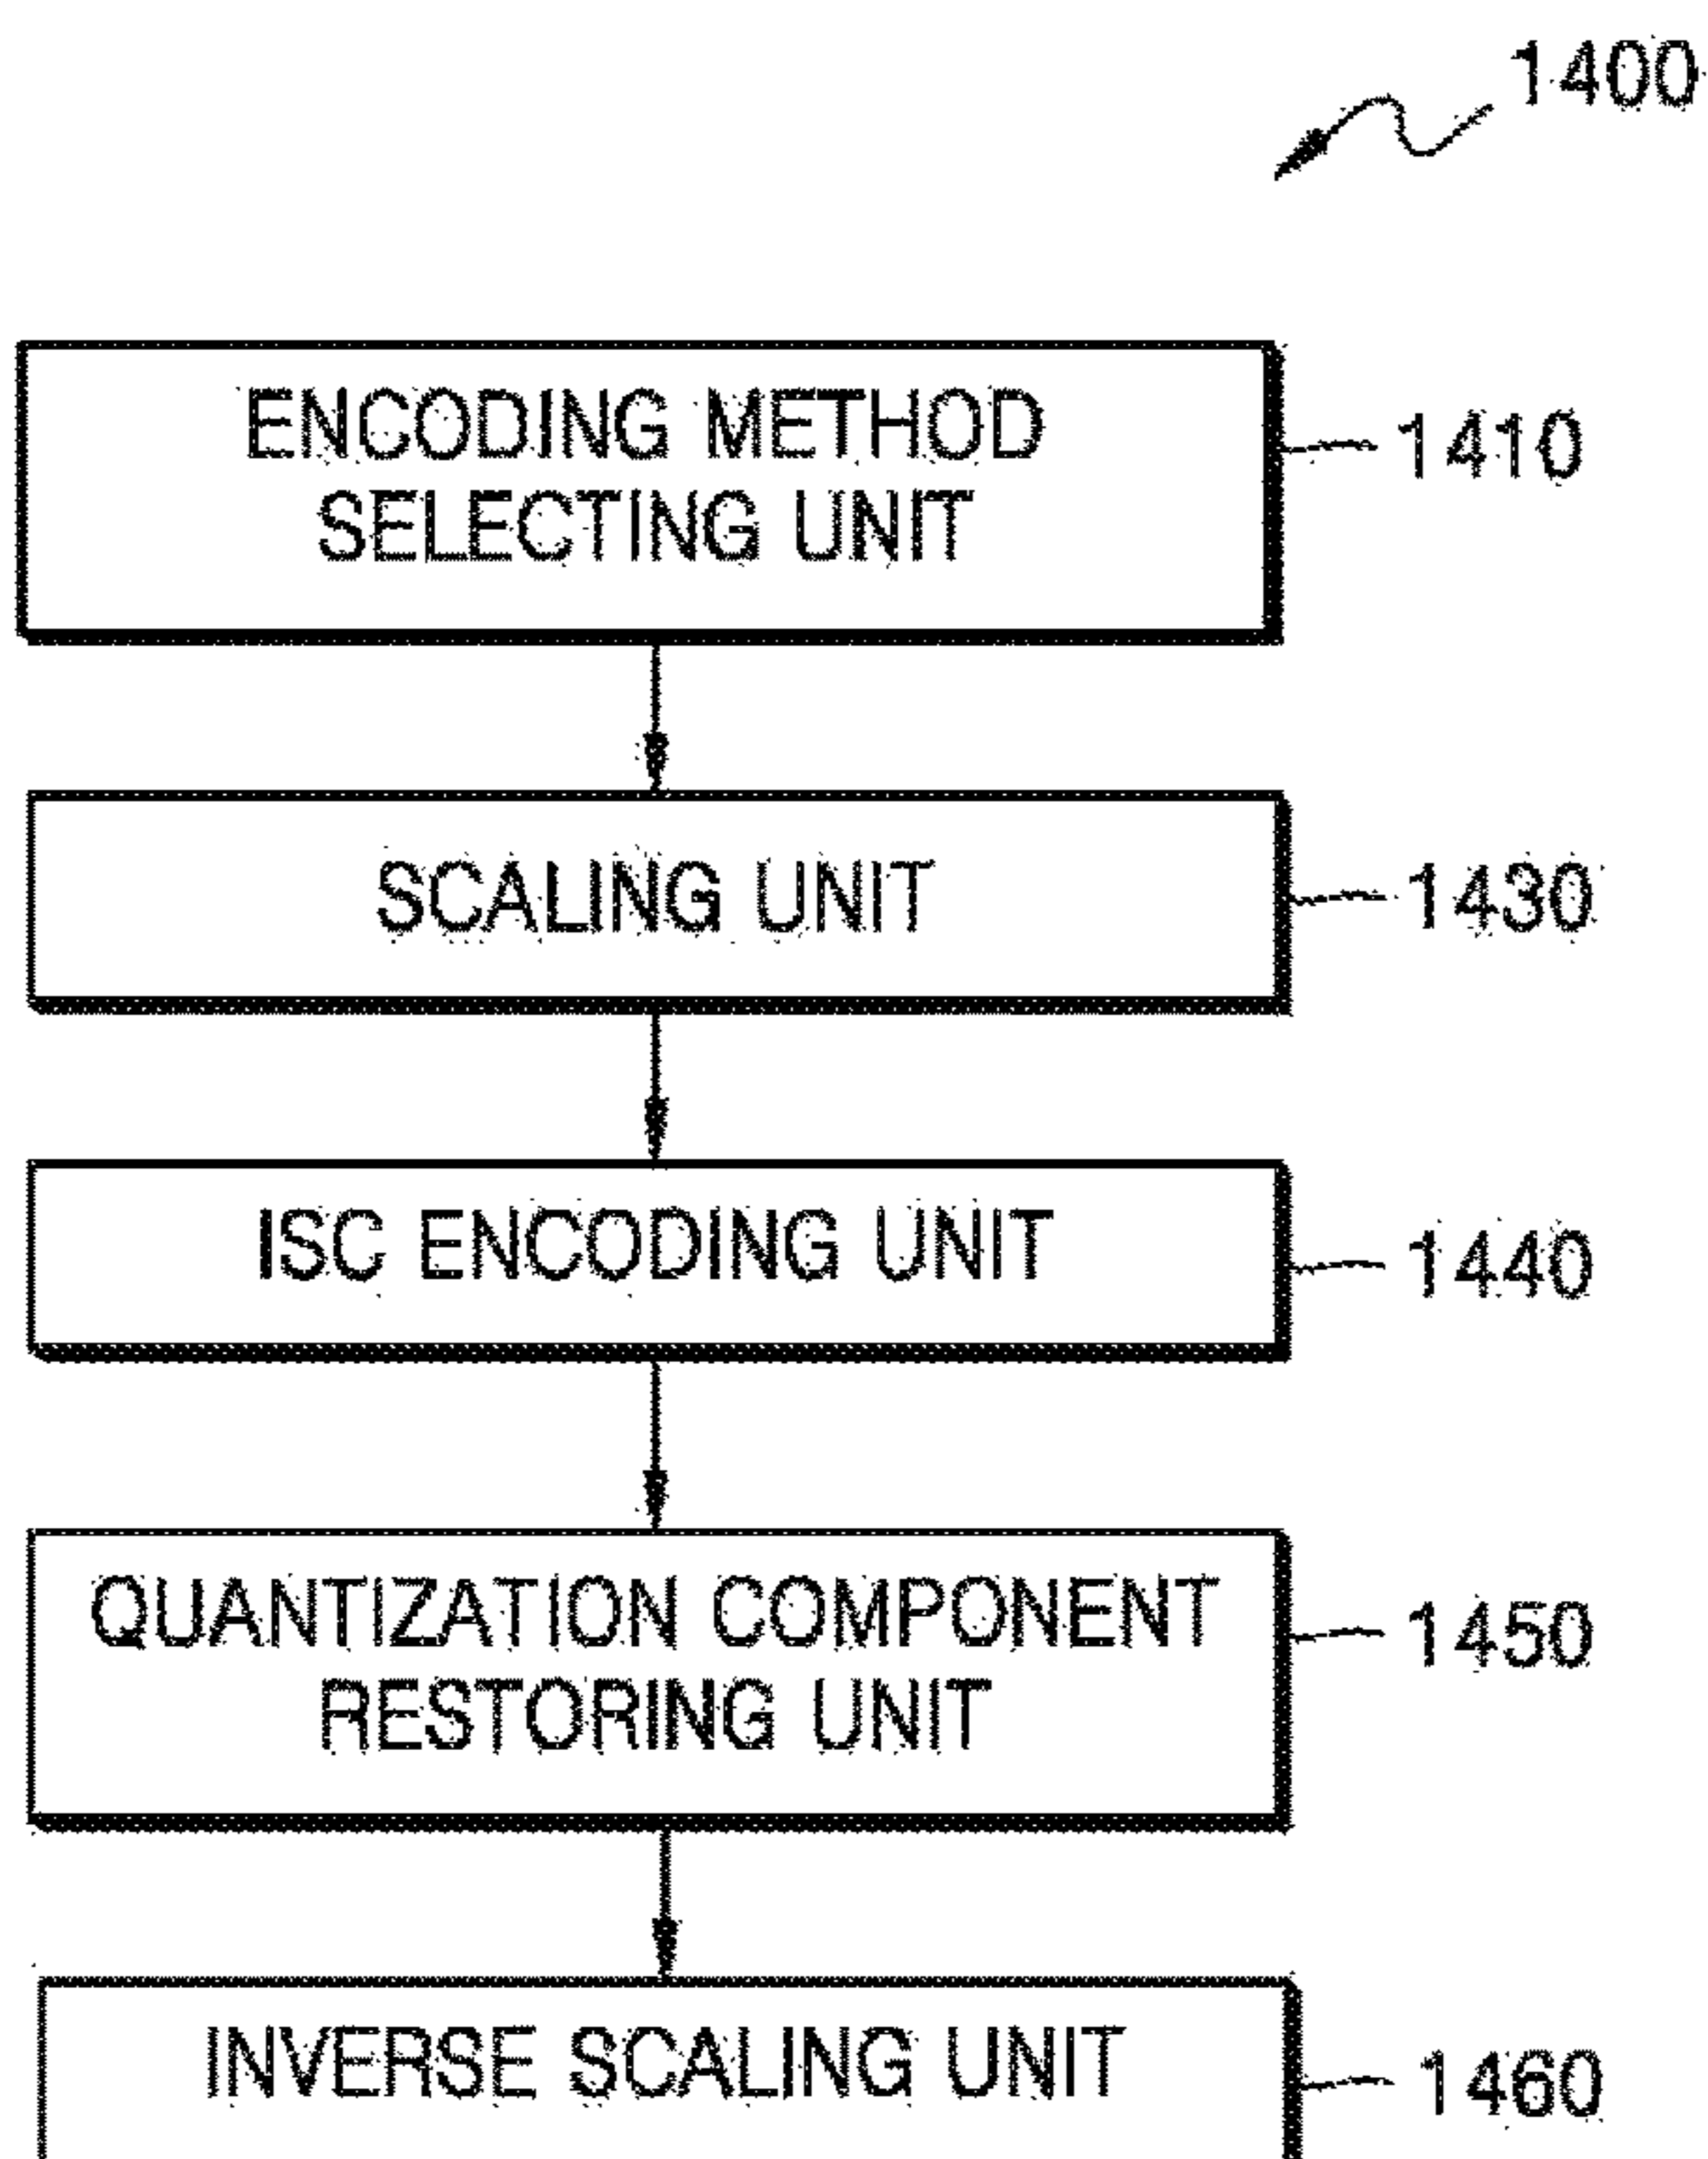 1400
ENCODING METHOD
SELECTING UNIT
1410
SCALING UNIT
1430
ISC ENCODING UNIT
1440
QUANTIZATION COMPONENT
RESTORING UNIT
1450
INVERSE SCALING UNIT
1460